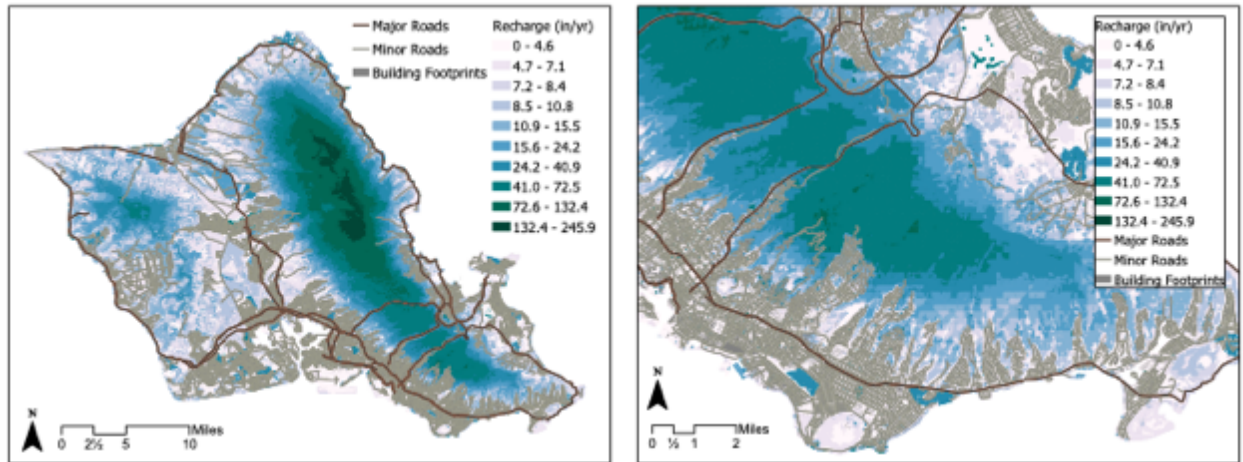 Major Roads
Minor Roads
Building Footprints
Recharge (in/yr)
0 - 4.6
4.7 - 7.1
7.2 - 8.4
8.5 - 10.8
10.9 - 15.5
15.6 - 24.2
24.2 - 40.9
41.0 - 72.5
72.6 - 132.4
132.4 - 245.9
N
0 2½ 5 10 Miles
Recharge (in/yr)
0 - 4.6
4.7 - 7.1
7.2 - 8.4
8.5 - 10.8
10.9 - 15.5
15.6 - 24.2
24.2 - 40.9
41.0 - 72.5
72.6 - 132.4
132.4 - 245.9
Major Roads
Minor Roads
Building Footprints
N
0 ½ 1 2 Miles